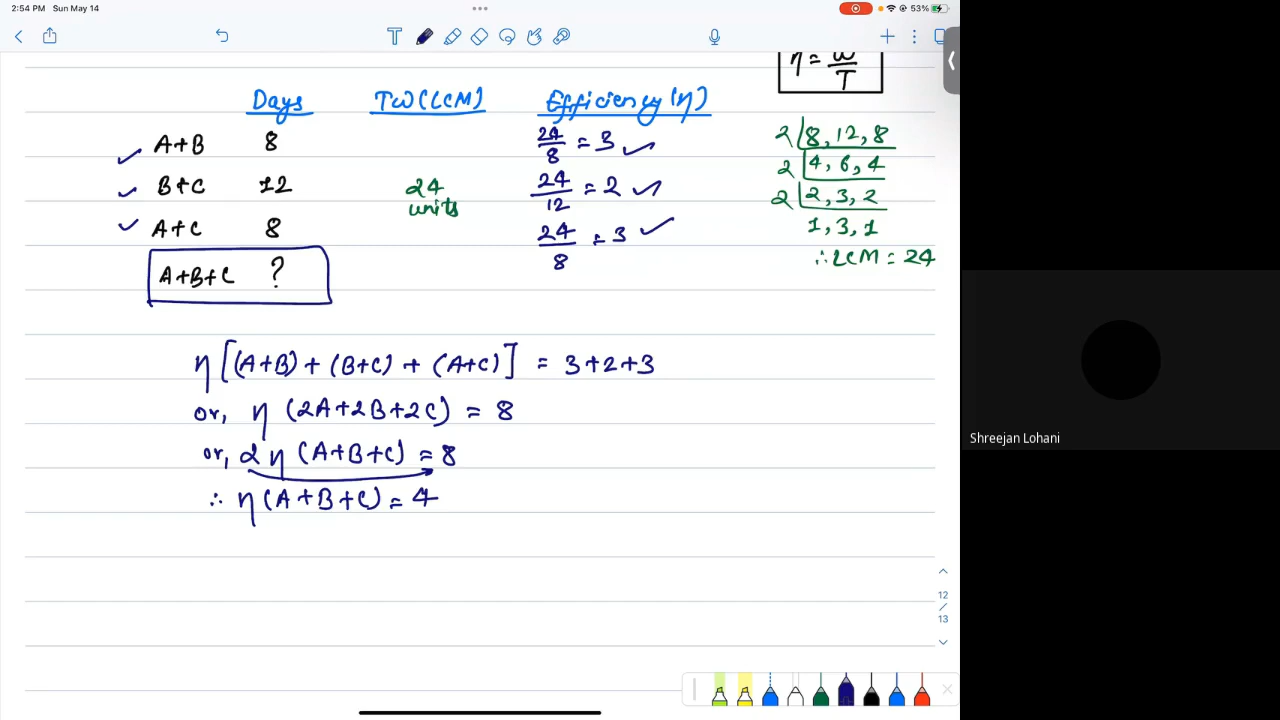 2:54 PM Sun May 14
53%
η = W/T
Days TW(LCM) Efficiency(η)
A+B 8 24/8 = 3
B+C 12 24 units 24/12 = 2
A+C 8 24/8 = 3
A+B+C ?
2 | 8, 12, 8
2 | 4, 6, 4
2 | 2, 3, 2
1, 3, 1
∴ LCM = 24
η [(A+B) + (B+C) + (A+C)] = 3+2+3
or, η (2A+2B+2C) = 8
or, 2 η (A+B+C) = 8
∴ η (A+B+C) = 4
Shreejan Lohani
12
/
13